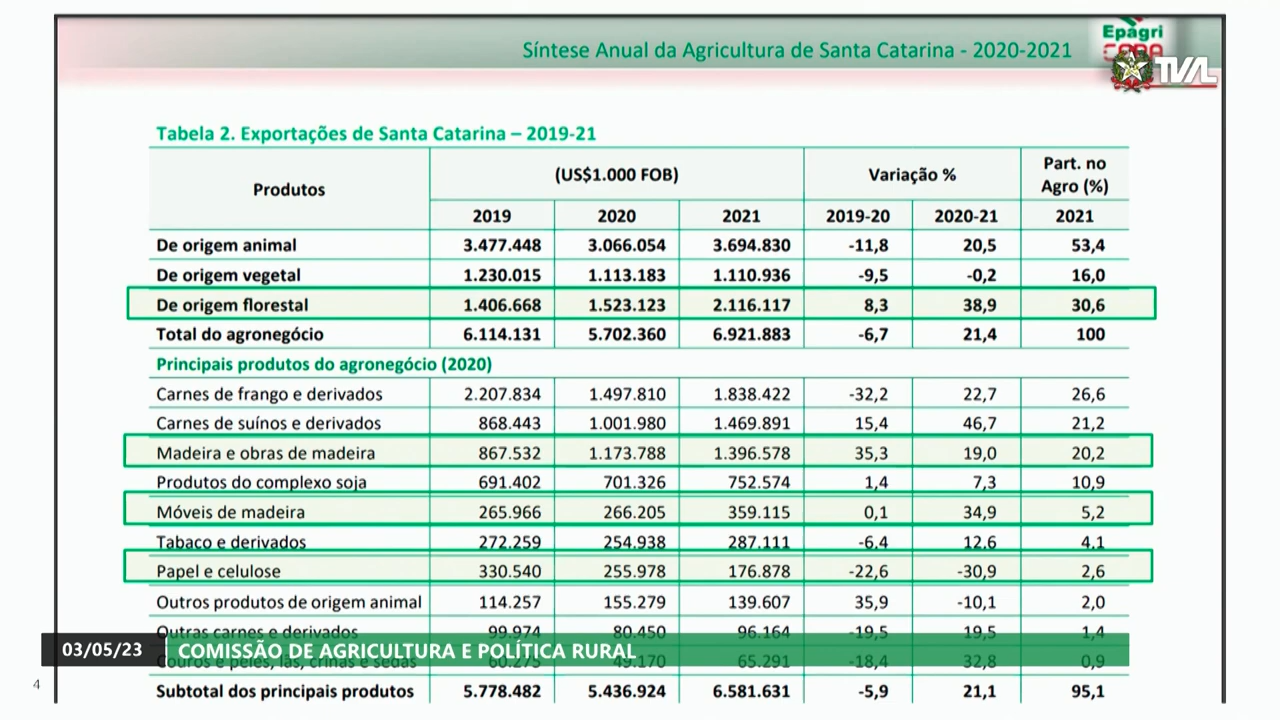 Síntese Anual da Agricultura de Santa Catarina - 2020-2021
Epagri
TVAL
Tabela 2. Exportações de Santa Catarina – 2019-21
Produtos (US$1.000 FOB) Variação % Part. no Agro (%)
2019 2020 2021 2019-20 2020-21 2021
De origem animal 3.477.448 3.066.054 3.694.830 -11,8 20,5 53,4
De origem vegetal 1.230.015 1.113.183 1.110.936 -9,5 -0,2 16,0
De origem florestal 1.406.668 1.523.123 2.116.117 8,3 38,9 30,6
Total do agronegócio 6.114.131 5.702.360 6.921.883 -6,7 21,4 100
Principais produtos do agronegócio (2020)
Carnes de frango e derivados 2.207.834 1.497.810 1.838.422 -32,2 22,7 26,6
Carnes de suínos e derivados 868.443 1.001.980 1.469.891 15,4 46,7 21,2
Madeira e obras de madeira 867.532 1.173.788 1.396.578 35,3 19,0 20,2
Produtos do complexo soja 691.402 701.326 752.574 1,4 7,3 10,9
Móveis de madeira 265.966 266.205 359.115 0,1 34,9 5,2
Tabaco e derivados 272.259 254.938 287.111 -6,4 12,6 4,1
Papel e celulose 330.540 255.978 176.878 -22,6 -30,9 2,6
Outros produtos de origem animal 114.257 155.279 139.607 35,9 -10,1 2,0
Outras carnes e derivados 99.974 80.450 96.164 -19,5 19,5 1,4
03/05/23 COMISSÃO DE AGRICULTURA E POLÍTICA RURAL
Couros e peles, lãs, crinas e sedas 60.275 49.170 65.291 -18,4 32,8 0,9
4
Subtotal dos principais produtos 5.778.482 5.436.924 6.581.631 -5,9 21,1 95,1